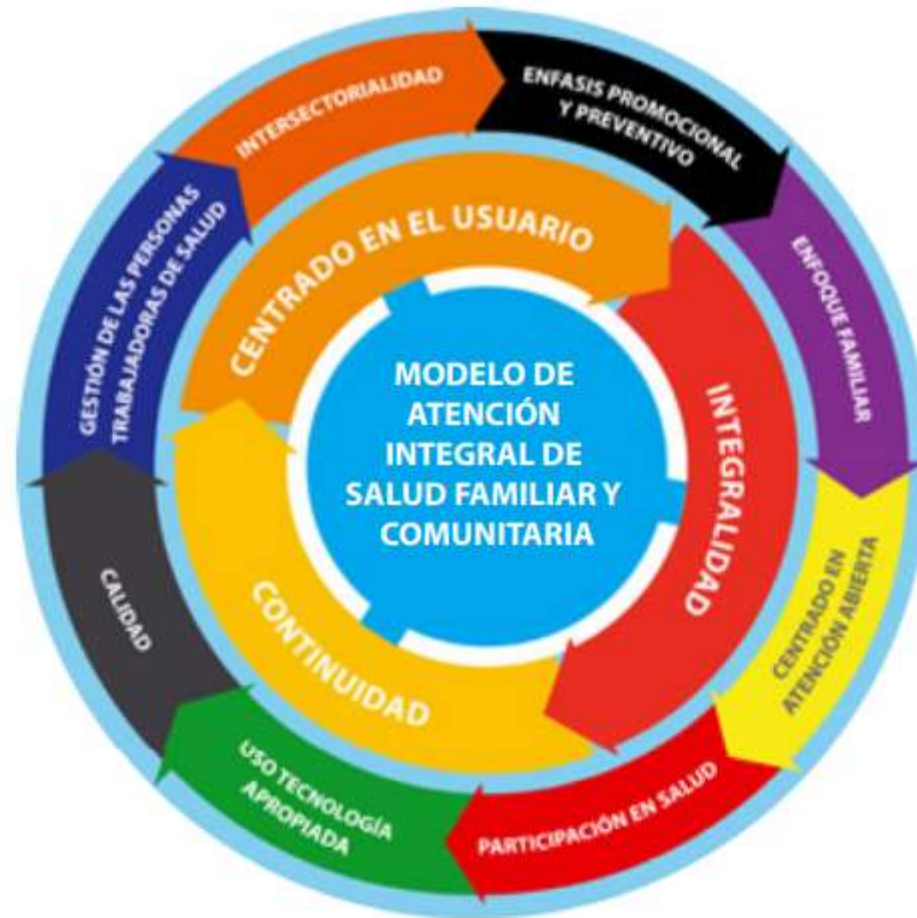 MODELO DE
ATENCIÓN
INTEGRAL DE
SALUD FAMILIAR Y
COMUNITARIA
CENTRADO EN EL USUARIO
INTEGRALIDAD
CONTINUIDAD
INTERSECTORIALIDAD
ENFASIS PROMOCIONAL
Y PREVENTIVO
ENFOQUE FAMILIAR
CENTRADO EN
ATENCIÓN ABIERTA
PARTICIPACIÓN EN SALUD
USO TECNOLOGÍA
APROPIADA
CALIDAD
GESTIÓN DE LAS PERSONAS
TRABAJADORAS DE SALUD